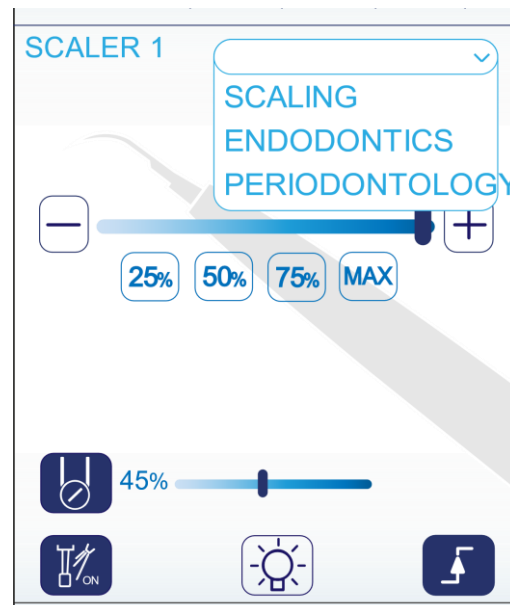 SCALER 1
SCALING
ENDODONTICS
PERIODONTOLOGY
25% 50% 75% MAX
45%
ON